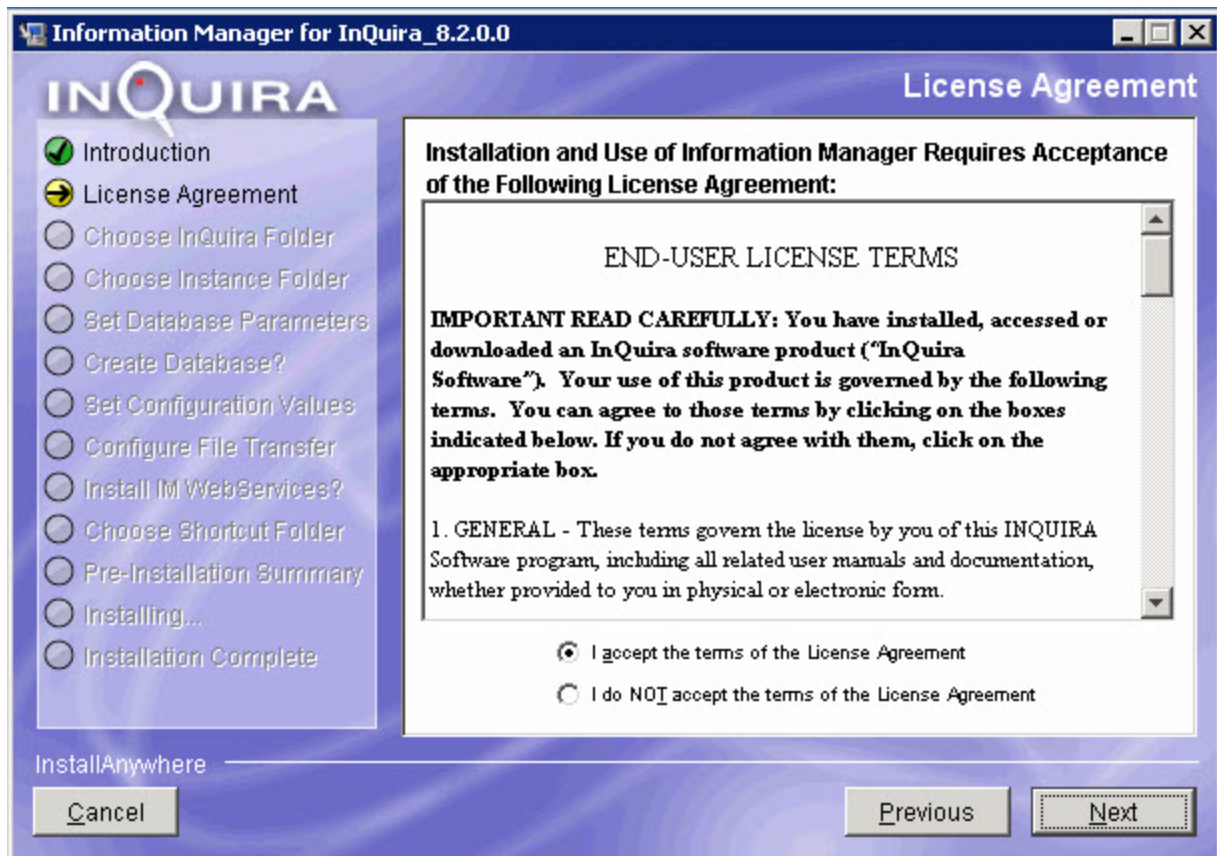 Information Manager for InQuira_8.2.0.0
INQUIRA
License Agreement
Introduction
License Agreement
Choose InQuira Folder
Choose Instance Folder
Set Database Parameters
Create Database?
Set Configuration Values
Configure File Transfer
Install IM WebServices?
Choose Shortcut Folder
Pre-Installation Summary
Installing...
Installation Complete
Installation and Use of Information Manager Requires Acceptance
of the Following License Agreement:
END-USER LICENSE TERMS
IMPORTANT READ CAREFULLY: You have installed, accessed or
downloaded an InQuira software product (“InQuira
Software”). Your use of this product is governed by the following
terms. You can agree to those terms by clicking on the boxes
indicated below. If you do not agree with them, click on the
appropriate box.
1. GENERAL - These terms govern the license by you of this INQUIRA
Software program, including all related user manuals and documentation,
whether provided to you in physical or electronic form.
I accept the terms of the License Agreement
I do NOT accept the terms of the License Agreement
InstallAnywhere
Cancel
Previous
Next